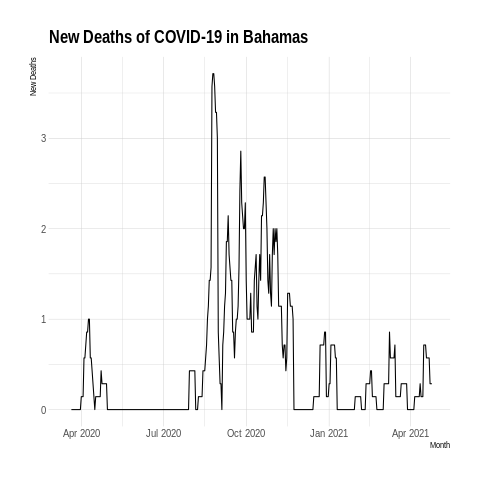 New Deaths of COVID-19 in Bahamas
New Deaths
3
2
1
0
Apr 2020 Jul 2020 Oct 2020 Jan 2021 Apr 2021
Month